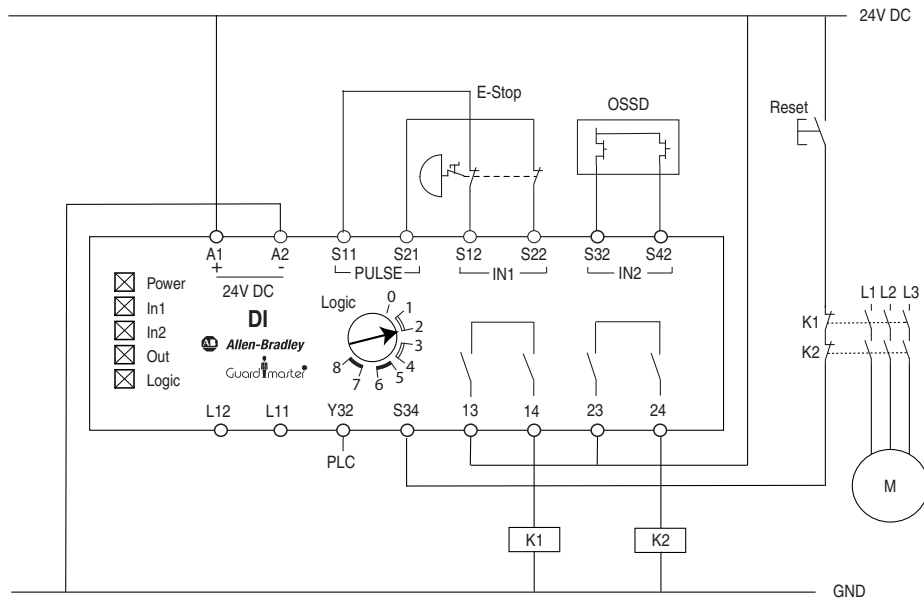 24V DC
E-Stop
OSSD
Reset
A1 A2 S11 S21 S12 S22 S32 S42
+ - PULSE IN1 IN2
24V DC
Power
In1
In2
Out
Logic
DI
AB Allen-Bradley
Guardmaster
Logic
0
1
2
3
4
5
6
7
8
L1 L2 L3
K1
K2
L12 L11 Y32 S34 13 14 23 24
PLC
M
K1 K2
GND